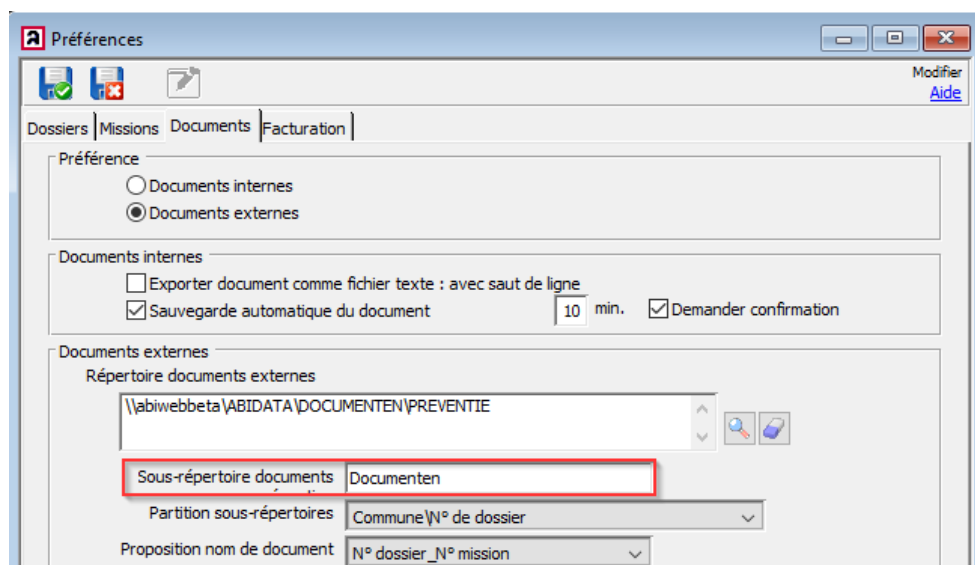 Préférences
Modifier
Aide
Dossiers Missions Documents Facturation
Préférence
Documents internes
Documents externes
Documents internes
Exporter document comme fichier texte : avec saut de ligne
Sauvegarde automatique du document 10 min. Demander confirmation
Documents externes
Répertoire documents externes
\\abiwebbeta\ABIDATA\DOCUMENTEN\PREVENTIE
Sous-répertoire documents Documenten
Partition sous-répertoires Commune\N° de dossier
Proposition nom de document N° dossier_N° mission